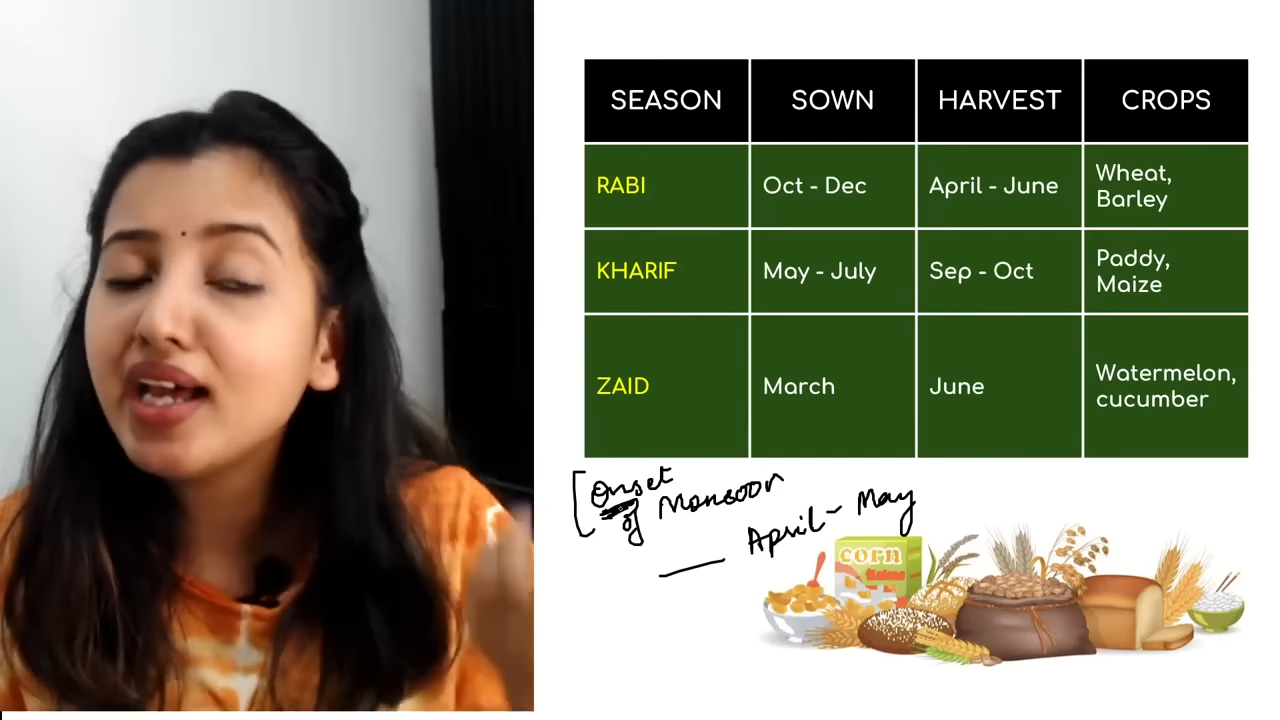 SEASON SOWN HARVEST CROPS
RABI Oct - Dec April - June Wheat,
Barley
KHARIF May - July Sep - Oct Paddy,
Maize
ZAID March June Watermelon,
cucumber
Onset
of Monsoon
April - May
corn